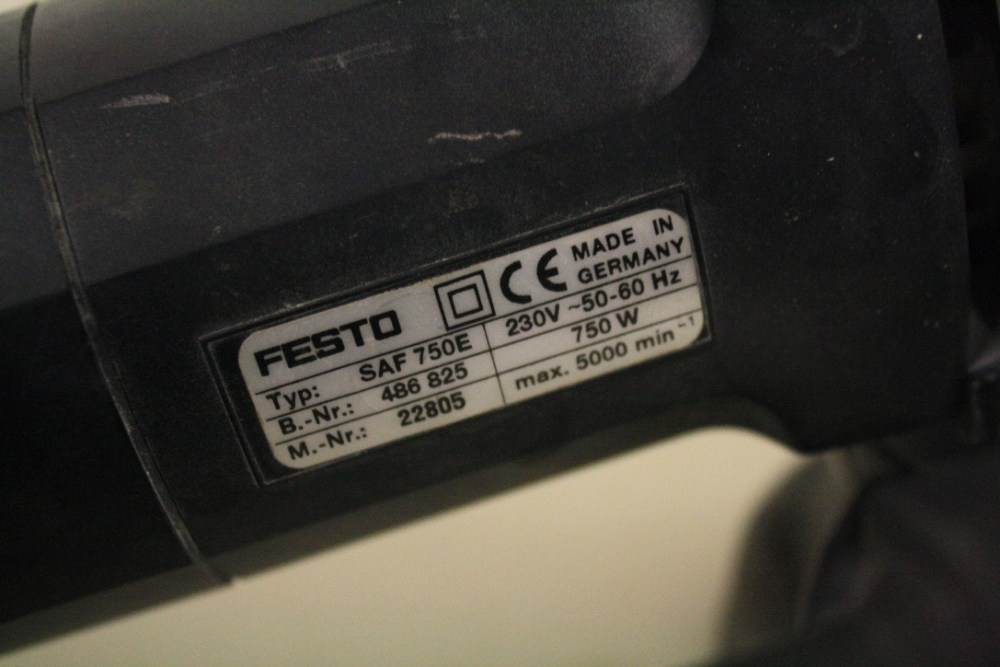 FESTO CE MADE IN GERMANY
Typ: SAF 750E 230V ~50-60 Hz
B.-Nr.: 486 825 750 W
M.-Nr.: 22805 max. 5000 min⁻¹